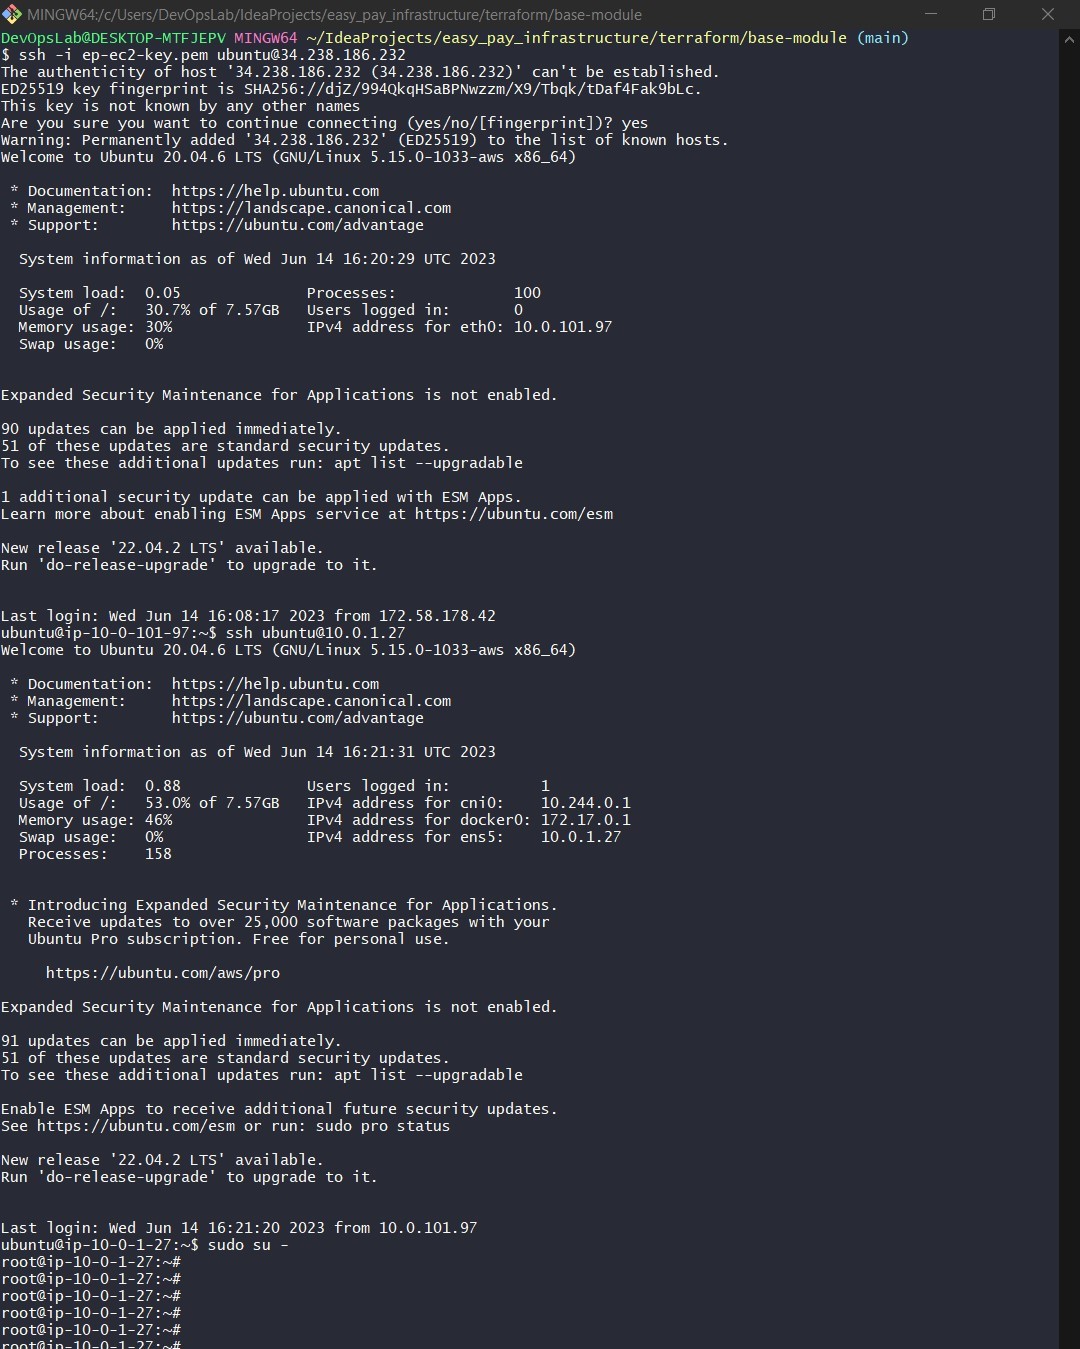 MINGW64:/c/Users/DevOpsLab/IdeaProjects/easy_pay_infrastructure/terraform/base-module
DevOpsLab@DESKTOP-MTFJEPV MINGW64 ~/IdeaProjects/easy_pay_infrastructure/terraform/base-module (main)
$ ssh -i ep-ec2-key.pem ubuntu@34.238.186.232
The authenticity of host '34.238.186.232 (34.238.186.232)' can't be established.
ED25519 key fingerprint is SHA256://djZ/994QkqHSaBPNwzzm/X9/Tbqk/tDaf4Fak9bLc.
This key is not known by any other names
Are you sure you want to continue connecting (yes/no/[fingerprint])? yes
Warning: Permanently added '34.238.186.232' (ED25519) to the list of known hosts.
Welcome to Ubuntu 20.04.6 LTS (GNU/Linux 5.15.0-1033-aws x86_64)
* Documentation:  https://help.ubuntu.com
* Management:     https://landscape.canonical.com
* Support:        https://ubuntu.com/advantage
System information as of Wed Jun 14 16:20:29 UTC 2023
System load:  0.05              Processes:             100
Usage of /:   30.7% of 7.57GB   Users logged in:       0
Memory usage: 30%               IPv4 address for eth0: 10.0.101.97
Swap usage:   0%
Expanded Security Maintenance for Applications is not enabled.
90 updates can be applied immediately.
51 of these updates are standard security updates.
To see these additional updates run: apt list --upgradable
1 additional security update can be applied with ESM Apps.
Learn more about enabling ESM Apps service at https://ubuntu.com/esm
New release '22.04.2 LTS' available.
Run 'do-release-upgrade' to upgrade to it.
Last login: Wed Jun 14 16:08:17 2023 from 172.58.178.42
ubuntu@ip-10-0-101-97:~$ ssh ubuntu@10.0.1.27
Welcome to Ubuntu 20.04.6 LTS (GNU/Linux 5.15.0-1033-aws x86_64)
* Documentation:  https://help.ubuntu.com
* Management:     https://landscape.canonical.com
* Support:        https://ubuntu.com/advantage
System information as of Wed Jun 14 16:21:31 UTC 2023
System load:  0.88              Users logged in:          1
Usage of /:   53.0% of 7.57GB   IPv4 address for cni0:    10.244.0.1
Memory usage: 46%               IPv4 address for docker0: 172.17.0.1
Swap usage:   0%                IPv4 address for ens5:    10.0.1.27
Processes:    158
* Introducing Expanded Security Maintenance for Applications.
Receive updates to over 25,000 software packages with your
Ubuntu Pro subscription. Free for personal use.
https://ubuntu.com/aws/pro
Expanded Security Maintenance for Applications is not enabled.
91 updates can be applied immediately.
51 of these updates are standard security updates.
To see these additional updates run: apt list --upgradable
Enable ESM Apps to receive additional future security updates.
See https://ubuntu.com/esm or run: sudo pro status
New release '22.04.2 LTS' available.
Run 'do-release-upgrade' to upgrade to it.
Last login: Wed Jun 14 16:21:20 2023 from 10.0.101.97
ubuntu@ip-10-0-1-27:~$ sudo su -
root@ip-10-0-1-27:~#
root@ip-10-0-1-27:~#
root@ip-10-0-1-27:~#
root@ip-10-0-1-27:~#
root@ip-10-0-1-27:~#
root@ip-10-0-1-27:~#